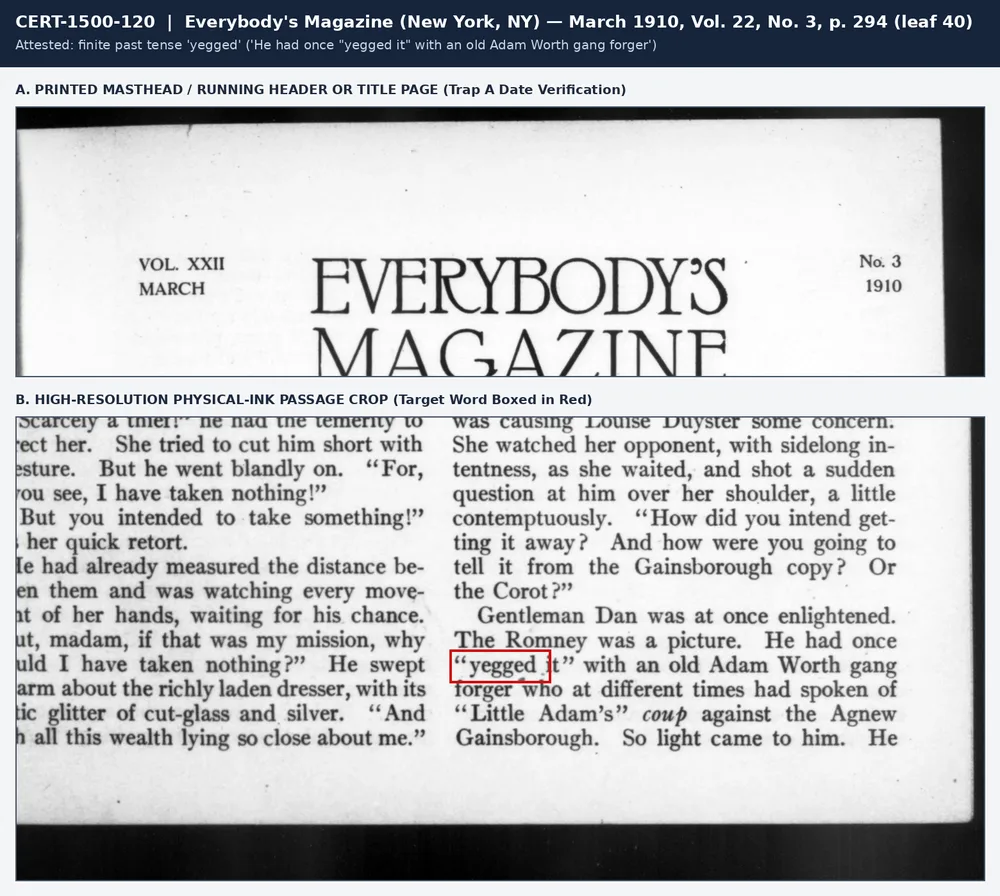 CERT-1500-120 | Everybody's Magazine (New York, NY) — March 1910, Vol. 22, No. 3, p. 294 (leaf 40)
Attested: finite past tense 'yegged' ('He had once "yegged it" with an old Adam Worth gang forger')
A. PRINTED MASTHEAD / RUNNING HEADER OR TITLE PAGE (Trap A Date Verification)
VOL. XXII
MARCH
EVERYBODY'S
MAGAZINE
No. 3
1910
B. HIGH-RESOLUTION PHYSICAL-INK PASSAGE CROP (Target Word Boxed in Red)
Scarcely a thief!” he had the temerity to
her. She tried to cut him short with
But he went blandly on. “For,
you see, I have taken nothing!”
But you intended to take something!”
her quick retort.
He had already measured the distance be-
them and was watching every move-
of her hands, waiting for his chance.
madam, if that was my mission, why
I have taken nothing?” He swept
arm about the richly laden dresser, with its
glitter of cut-glass and silver. “And
all this wealth lying so close about me.”
was causing Louise Duyster some concern.
She watched her opponent, with sidelong in-
tentness, as she waited, and shot a sudden
question at him over her shoulder, a little
contemptuously. “How did you intend get-
ting it away? And how were you going to
tell it from the Gainsborough copy? Or
the Corot?”
Gentleman Dan was at once enlightened.
The Romney was a picture. He had once
“yegged it” with an old Adam Worth gang
forger who at different times had spoken of
“Little Adam’s” coup against the Agnew
Gainsborough. So light came to him. He